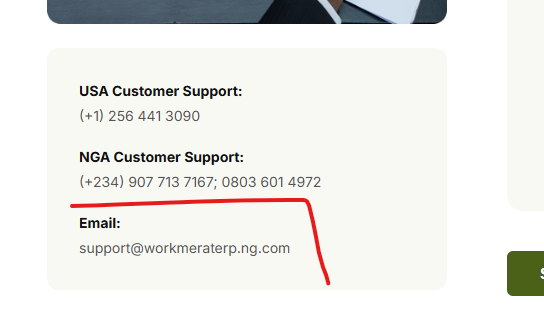 USA Customer Support:
(+1) 256 441 3090
NGA Customer Support:
(+234) 907 713 7167; 0803 601 4972
Email:
support@workmeraterp.ng.com
S